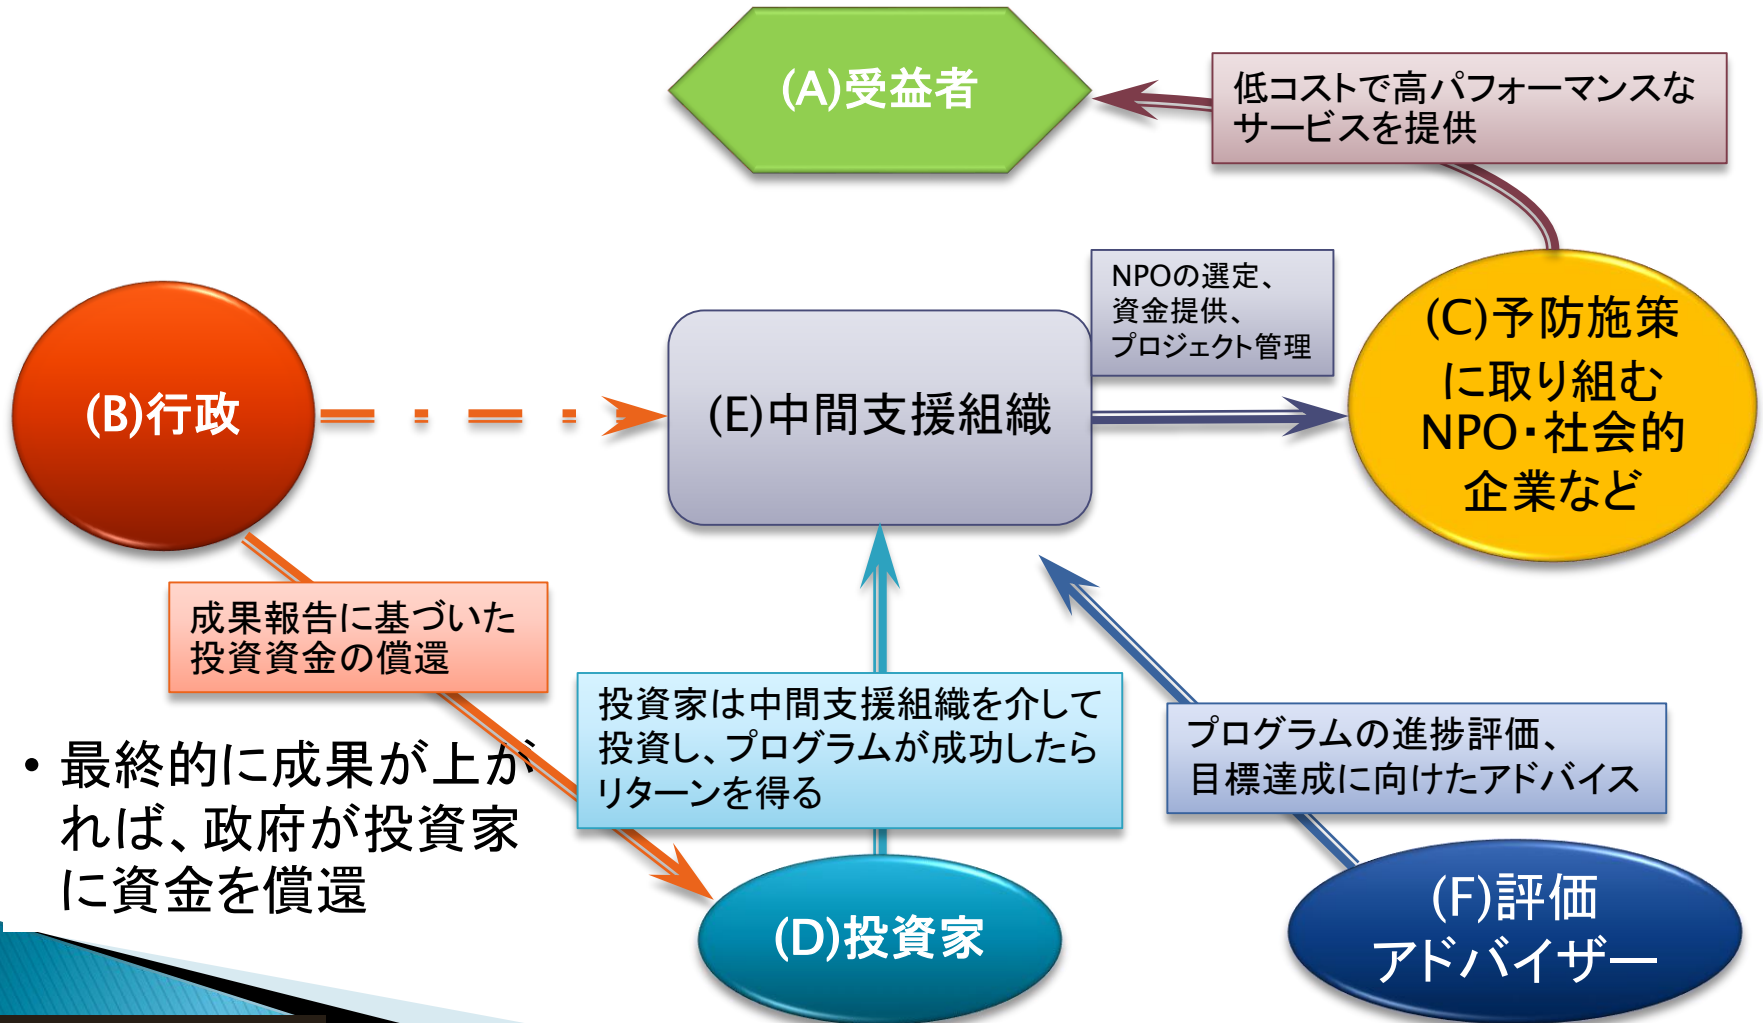 (A)受益者
低コストで高パフォーマンスな
サービスを提供
NPOの選定、
資金提供、
プロジェクト管理
(B)行政
(E)中間支援組織
(C)予防施策
に取り組む
NPO・社会的
企業など
成果報告に基づいた
投資資金の償還
投資家は中間支援組織を介して
投資し、プログラムが成功したら
リターンを得る
プログラムの進捗評価、
目標達成に向けたアドバイス
• 最終的に成果が上が
れば、政府が投資家
に資金を償還
(D)投資家
(F)評価
アドバイザー